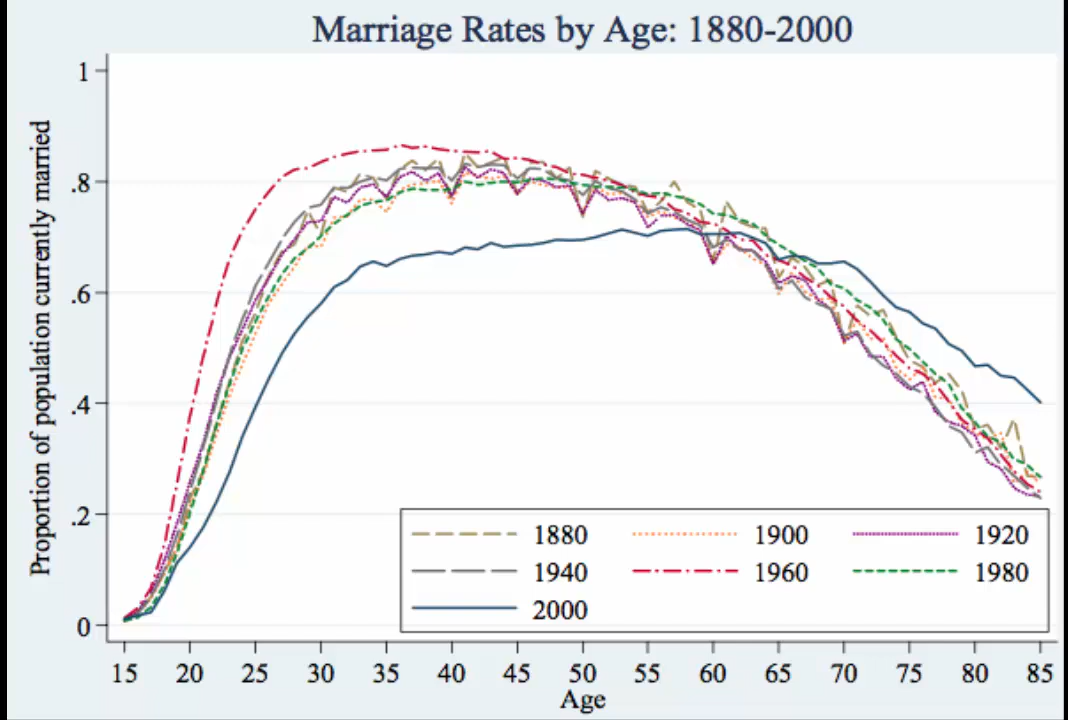 Marriage Rates by Age: 1880-2000
Proportion of population currently married
1
.8
.6
.4
.2
0
1880 1900 1920
1940 1960 1980
2000
15 20 25 30 35 40 45 50 55 60 65 70 75 80 85
Age